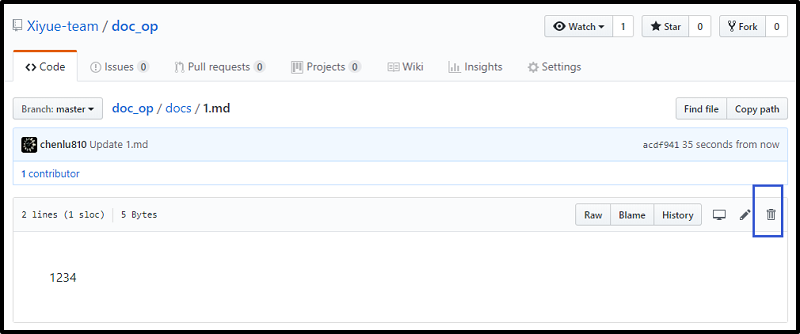 Xiyue-team / doc_op
Watch 1 Star 0 Fork 0
Code Issues 0 Pull requests 0 Projects 0 Wiki Insights Settings
Branch: master doc_op / docs / 1.md Find file Copy path
chenlu810 Update 1.md acdf941 35 seconds from now
1 contributor
2 lines (1 sloc) 5 Bytes Raw Blame History
1234